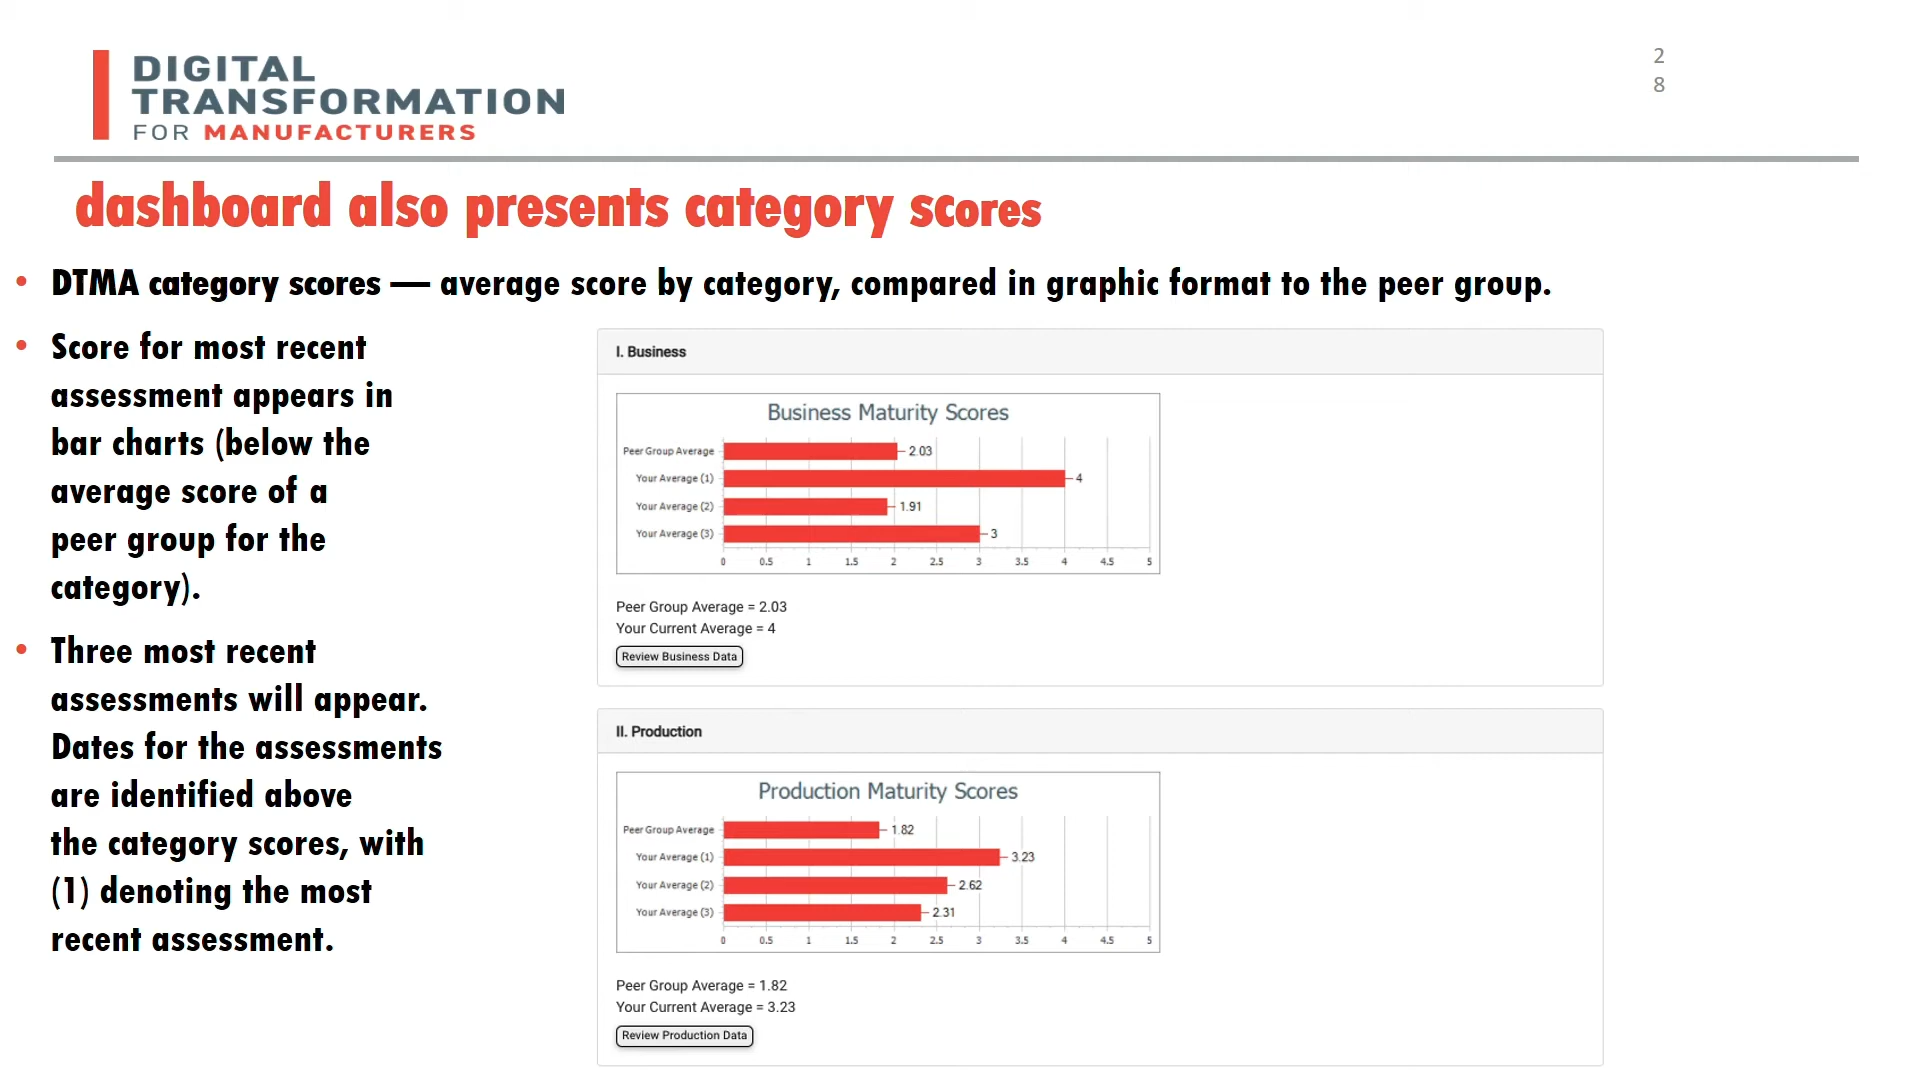 DIGITAL
TRANSFORMATION
FOR MANUFACTURERS
2
8
dashboard also presents category scores
• DTMA category scores — average score by category, compared in graphic format to the peer group.
• Score for most recent
assessment appears in
bar charts (below the
average score of a
peer group for the
category).
• Three most recent
assessments will appear.
Dates for the assessments
are identified above
the category scores, with
(1) denoting the most
recent assessment.
I. Business
Business Maturity Scores
Peer Group Average 2.03
Your Average (1) 4
Your Average (2) 1.91
Your Average (3) 3
0 0.5 1 1.5 2 2.5 3 3.5 4 4.5 5
Peer Group Average = 2.03
Your Current Average = 4
Review Business Data
II. Production
Production Maturity Scores
Peer Group Average 1.82
Your Average (1) 3.23
Your Average (2) 2.62
Your Average (3) 2.31
0 0.5 1 1.5 2 2.5 3 3.5 4 4.5 5
Peer Group Average = 1.82
Your Current Average = 3.23
Review Production Data